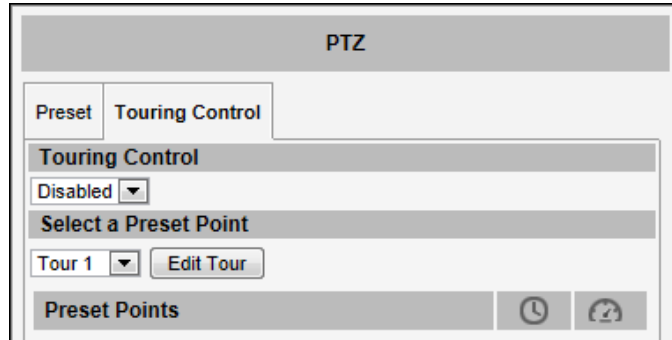 PTZ
Preset Touring Control
Touring Control
Disabled
Select a Preset Point
Tour 1 Edit Tour
Preset Points